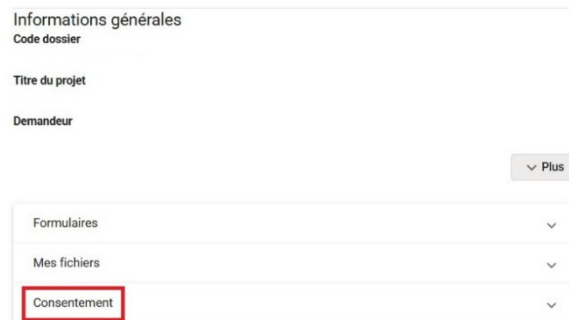 Informations générales
Code dossier
Titre du projet
Demandeur
Plus
Formulaires
Mes fichiers
Consentement